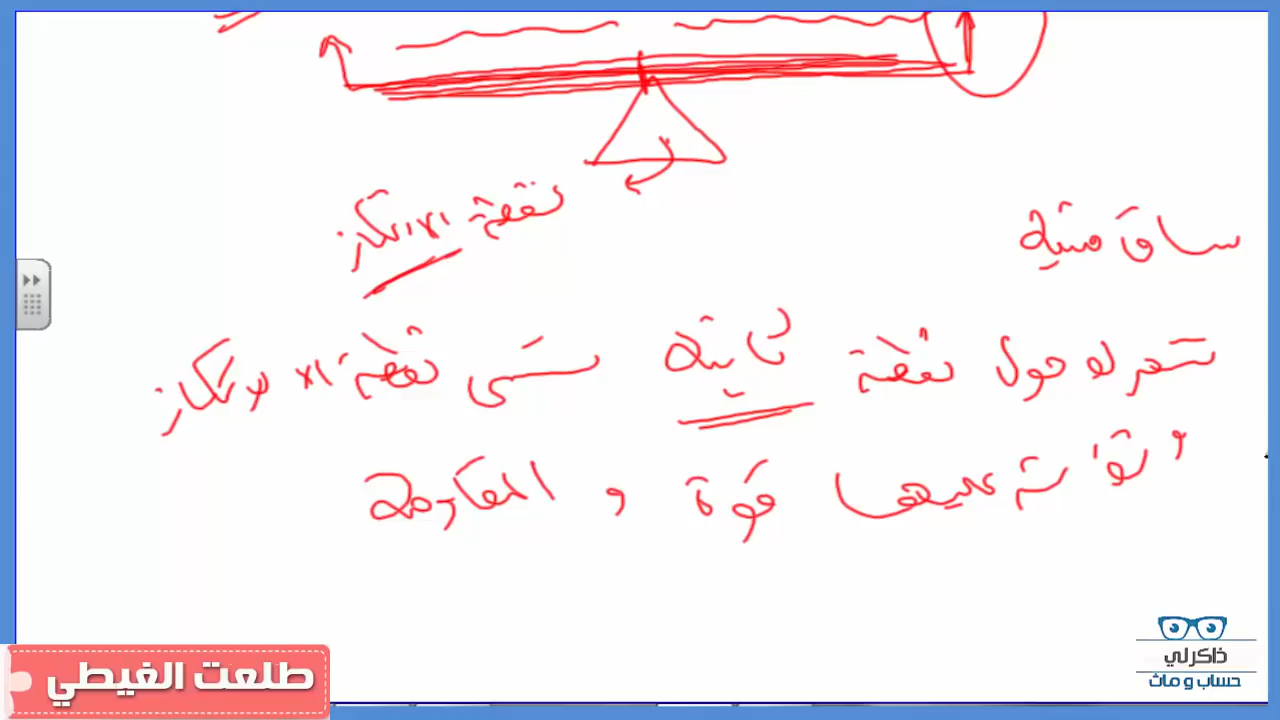 نقطة الارتكاز
ساق متينة
تتحرك حول نقطة ثابتة تسمى نقطة الارتكاز
و تؤثر عليها قوة و المقاومة
ذاكرلي
حساب و ماث
طلعت الغيطي